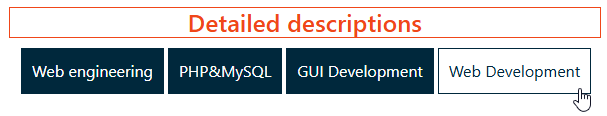 Detailed descriptions
Web engineering PHP&MySQL GUI Development Web Development